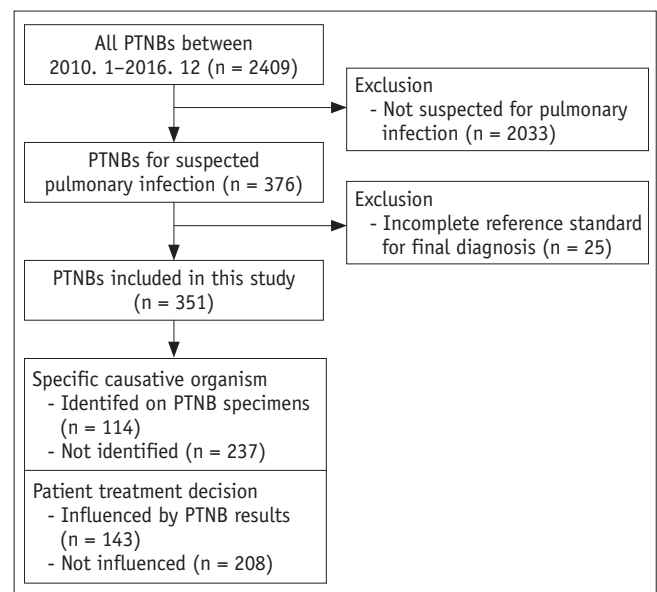 All PTNBs between
2010. 1–2016. 12 (n = 2409)
Exclusion
- Not suspected for pulmonary
infection (n = 2033)
PTNBs for suspected
pulmonary infection (n = 376)
Exclusion
- Incomplete reference standard
for final diagnosis (n = 25)
PTNBs included in this study
(n = 351)
Specific causative organism
- Identifed on PTNB specimens
(n = 114)
- Not identified (n = 237)
Patient treatment decision
- Influenced by PTNB results
(n = 143)
- Not influenced (n = 208)